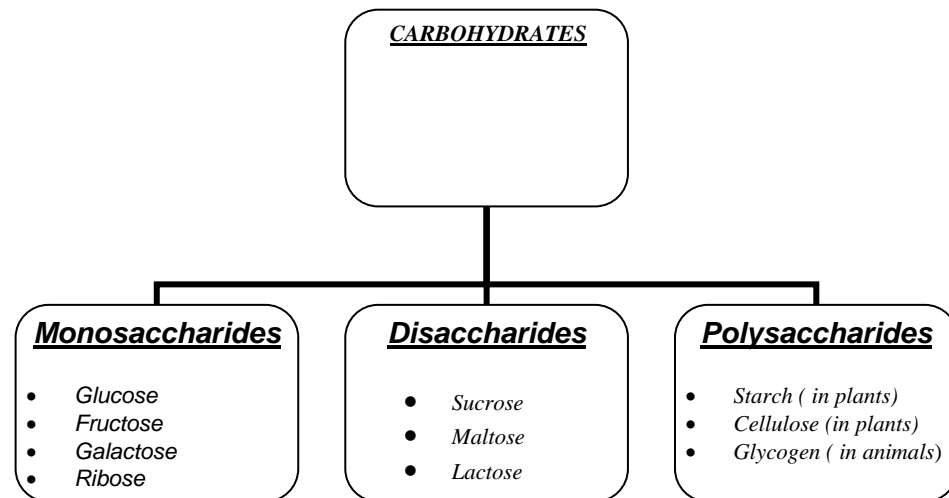 CARBOHYDRATES
Monosaccharides
• Glucose
• Fructose
• Galactose
• Ribose
Disaccharides
• Sucrose
• Maltose
• Lactose
Polysaccharides
• Starch ( in plants)
• Cellulose (in plants)
• Glycogen ( in animals)